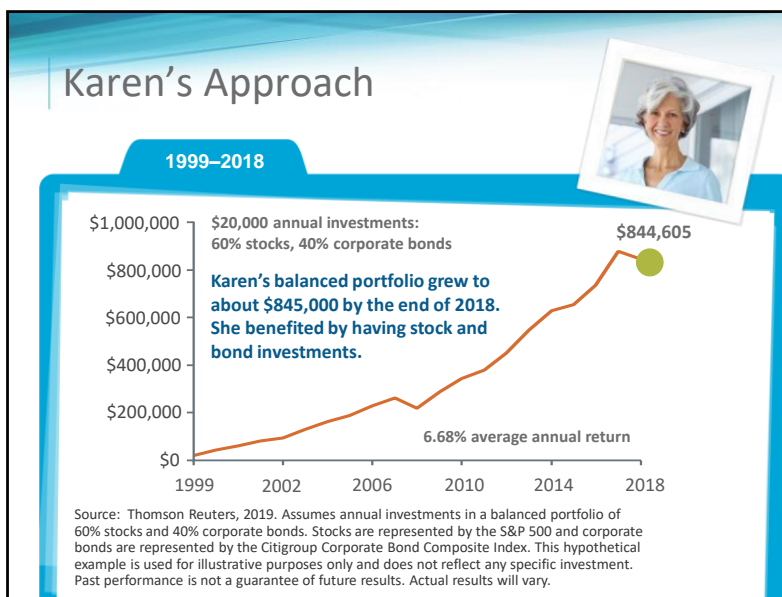 Karen’s Approach
1999–2018
$1,000,000
$800,000
$600,000
$400,000
$200,000
$0
$20,000 annual investments:
60% stocks, 40% corporate bonds
Karen’s balanced portfolio grew to
about $845,000 by the end of 2018.
She benefited by having stock and
bond investments.
$844,605
6.68% average annual return
1999 2002 2006 2010 2014 2018
Source: Thomson Reuters, 2019. Assumes annual investments in a balanced portfolio of
60% stocks and 40% corporate bonds. Stocks are represented by the S&P 500 and corporate
bonds are represented by the Citigroup Corporate Bond Composite Index. This hypothetical
example is used for illustrative purposes only and does not reflect any specific investment.
Past performance is not a guarantee of future results. Actual results will vary.